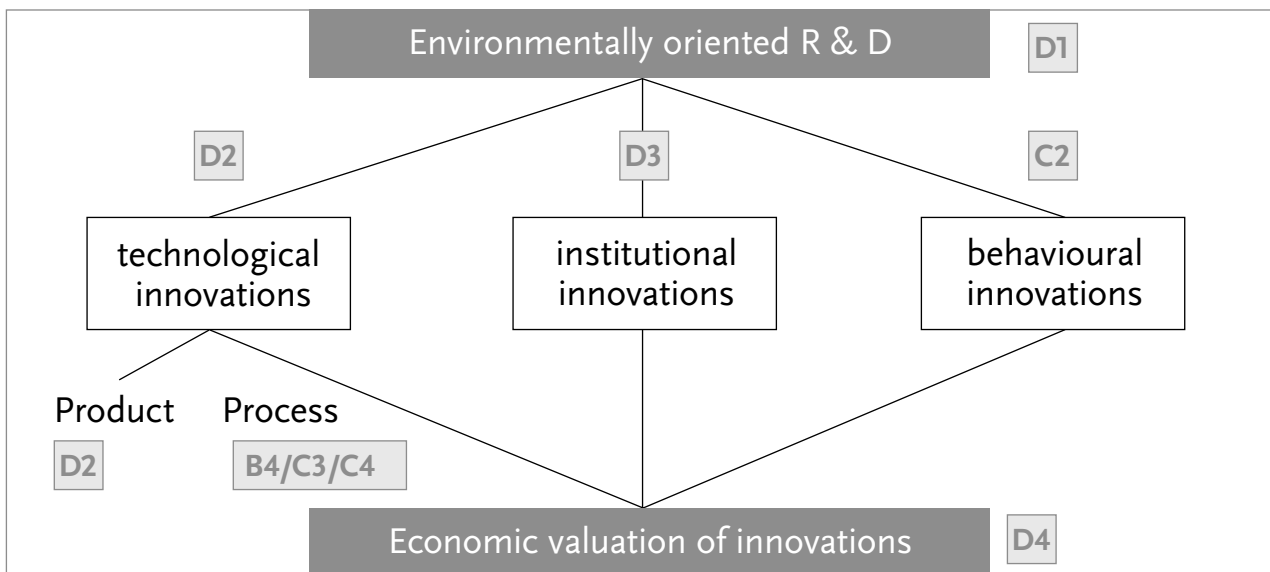 Environmentally oriented R & D
D1
D2
D3
C2
technological
innovations
institutional
innovations
behavioural
innovations
Product
Process
D2
B4/C3/C4
Economic valuation of innovations
D4